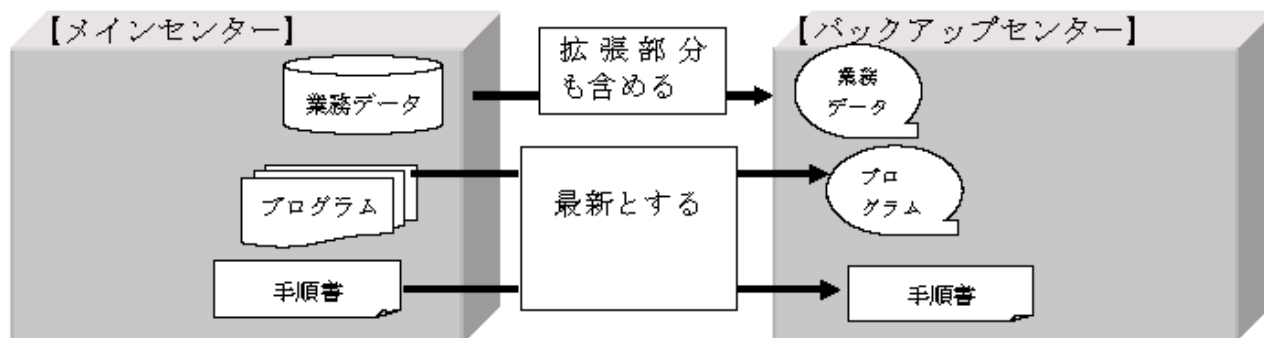 【メインセンター】
拡張部分
も含める
【バックアップセンター】
業務データ
業務
データ
プログラム
最新とする
プロ
グラム
手順書
手順書